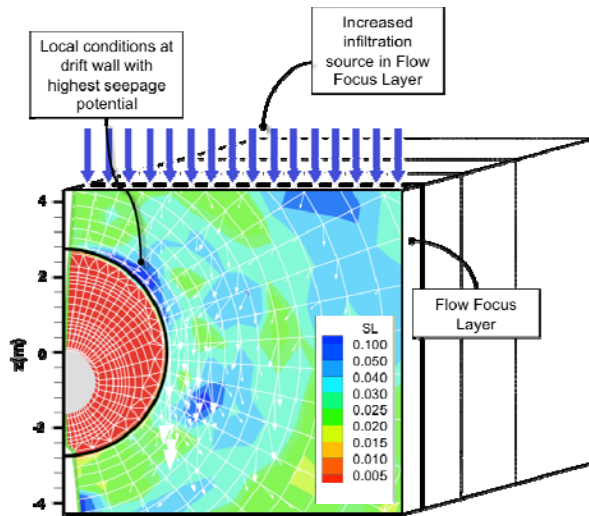 Increased
infiltration
source in Flow
Focus Layer
Local conditions at
drift wall with
highest seepage
potential
4
2
0
-2
-4
z(m)
Flow Focus
Layer
SL
0.100
0.050
0.040
0.030
0.025
0.020
0.015
0.010
0.005